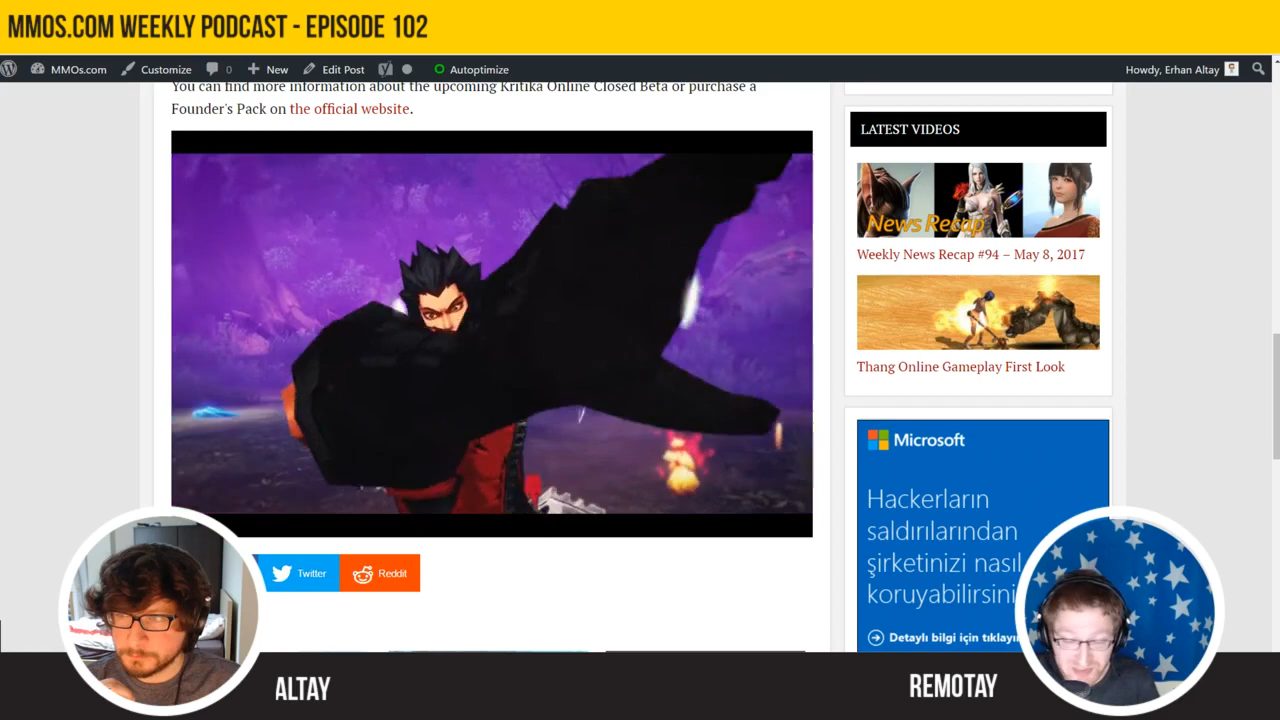 MMOS.COM WEEKLY PODCAST - EPISODE 102
MMOs.com
Customize
0
New
Edit Post
Autoptimize
Howdy, Erhan Altay
You can find more information about the upcoming Kritika Online Closed Beta or purchase a
Founder's Pack on the official website.
Twitter
Reddit
LATEST VIDEOS
News Recap
Weekly News Recap #94 – May 8, 2017
Thang Online Gameplay First Look
Microsoft
Hackerların
saldırılarından
şirketinizi nasıl
koruyabilirsini
Detaylı bilgi için tıklayı
ALTAY
REMOTAY